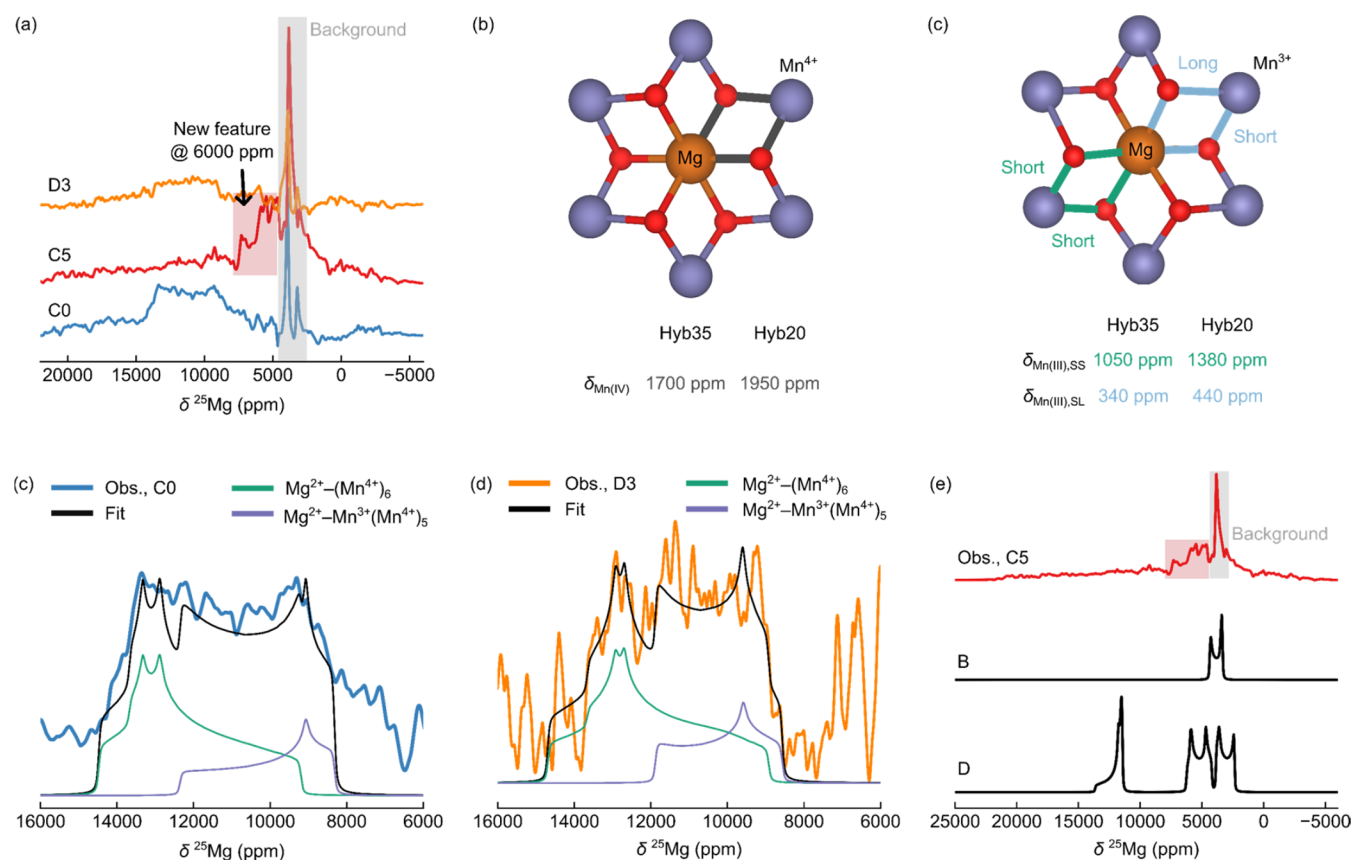 (a)
Background
New feature
@ 6000 ppm
D3
C5
C0
20000 15000 10000 5000 0 −5000
δ ²⁵Mg (ppm)
(b)
Mn⁴⁺
Mg
Hyb35 Hyb20
δMn(IV) 1700 ppm 1950 ppm
(c)
Long
Mn³⁺
Mg
Short
Short
Short
Hyb35 Hyb20
δMn(III),SS 1050 ppm 1380 ppm
δMn(III),SL 340 ppm 440 ppm
(c)
Obs., C0 Mg²⁺–(Mn⁴⁺)₆
Fit Mg²⁺–Mn³⁺(Mn⁴⁺)₅
16000 14000 12000 10000 8000 6000
δ ²⁵Mg (ppm)
(d)
Obs., D3 Mg²⁺–(Mn⁴⁺)₆
Fit Mg²⁺–Mn³⁺(Mn⁴⁺)₅
16000 14000 12000 10000 8000 6000
δ ²⁵Mg (ppm)
(e)
Background
Obs., C5
B
D
25000 20000 15000 10000 5000 0 −5000
δ ²⁵Mg (ppm)